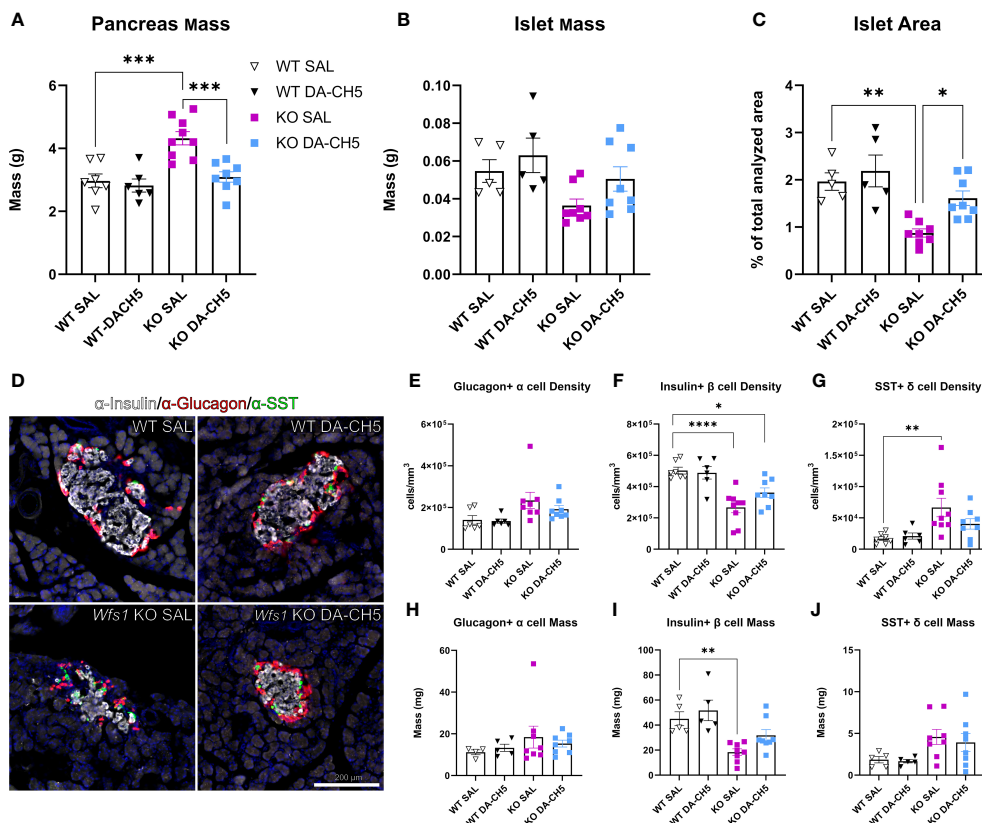 A
Pancreas Mass
***
***
Mass (g)
6
4
2
0
WT SAL
WT-DACH5
KO SAL
KO DA-CH5
WT SAL
WT DA-CH5
KO SAL
KO DA-CH5
B
Islet Mass
Mass (g)
0.10
0.08
0.06
0.04
0.02
0.00
WT SAL
WT DA-CH5
KO SAL
KO DA-CH5
C
Islet Area
**
*
% of total analyzed area
4
3
2
1
0
WT SAL
WT DACH5
KO SAL
KO DA-CH5
D
α-Insulin/α-Glucagon/α-SST
WT SAL
WT DA-CH5
Wfs1 KO SAL
Wfs1 KO DA-CH5
200 µm
E
Glucagon+ α cell Density
cells/mm³
6×10⁵
4×10⁵
2×10⁵
0
WT SAL
WT DA-CH5
KO SAL
KO DA-CH5
F
Insulin+ β cell Density
*
****
cells/mm³
8×10⁵
6×10⁵
4×10⁵
2×10⁵
0
WT SAL
WT DA-CH5
KO SAL
KO DA-CH5
G
SST+ δ cell Density
**
cells/mm³
2×10⁵
2×10⁵
1×10⁵
5×10⁴
0
WT SAL
WT DA-CH5
KO SAL
KO DA-CH5
H
Glucagon+ α cell Mass
Mass (mg)
60
40
20
0
WT SAL
WT DA-CH5
KO SAL
KO DA-CH5
I
Insulin+ β cell Mass
**
Mass (mg)
100
80
60
40
20
0
WT SAL
WT DA-CH5
KO SAL
KO DA-CH5
J
SST+ δ cell Mass
Mass (mg)
15
10
5
0
WT SAL
WT DA-CH5
KO SAL
KO DA-CH5